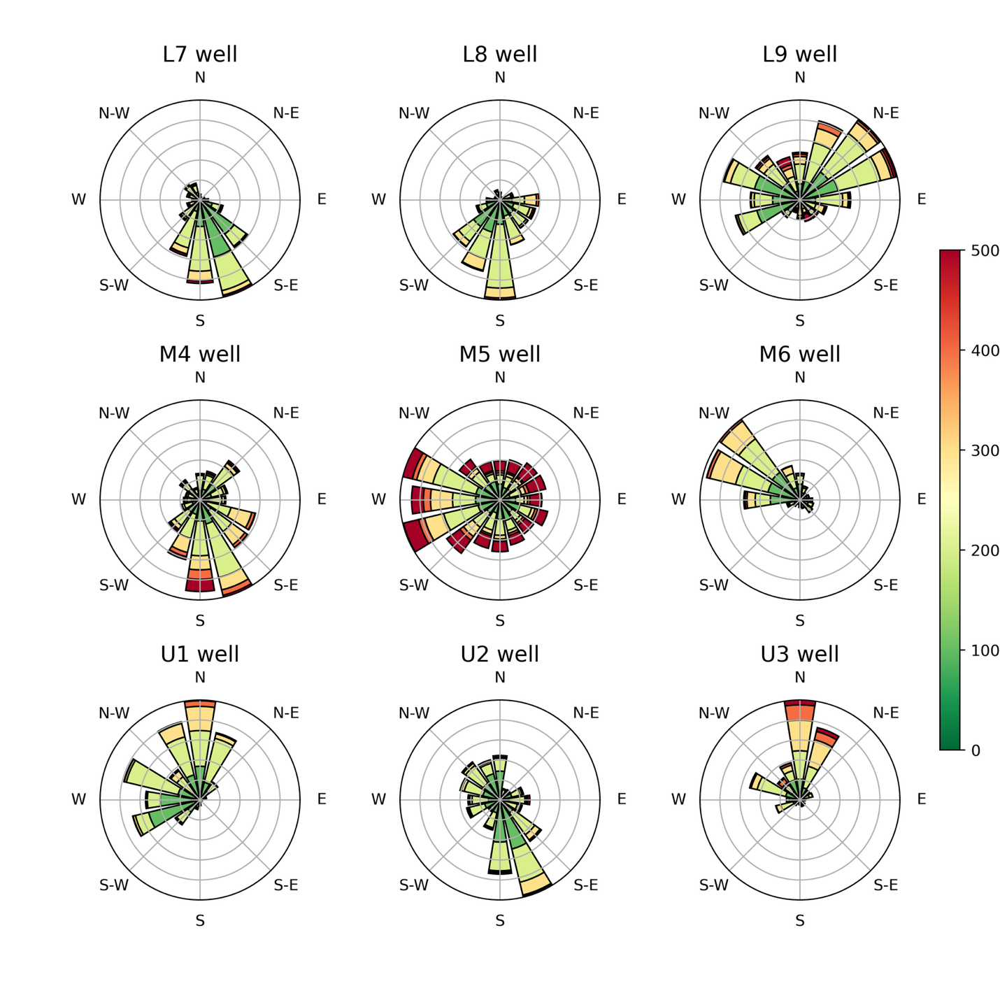 L7 well
L8 well
L9 well
N
N
N
N-W
N-E
N-W
N-E
N-W
N-E
W
E
W
E
W
E
S-W
S-E
S-W
S-E
S-W
S-E
S
S
S
M4 well
M5 well
M6 well
N
N
N
N-W
N-E
N-W
N-E
N-W
N-E
W
E
W
E
W
E
S-W
S-E
S-W
S-E
S-W
S-E
S
S
S
U1 well
U2 well
U3 well
N
N
N
N-W
N-E
N-W
N-E
N-W
N-E
W
E
W
E
W
E
S-W
S-E
S-W
S-E
S-W
S-E
S
S
S
500
400
300
200
100
0